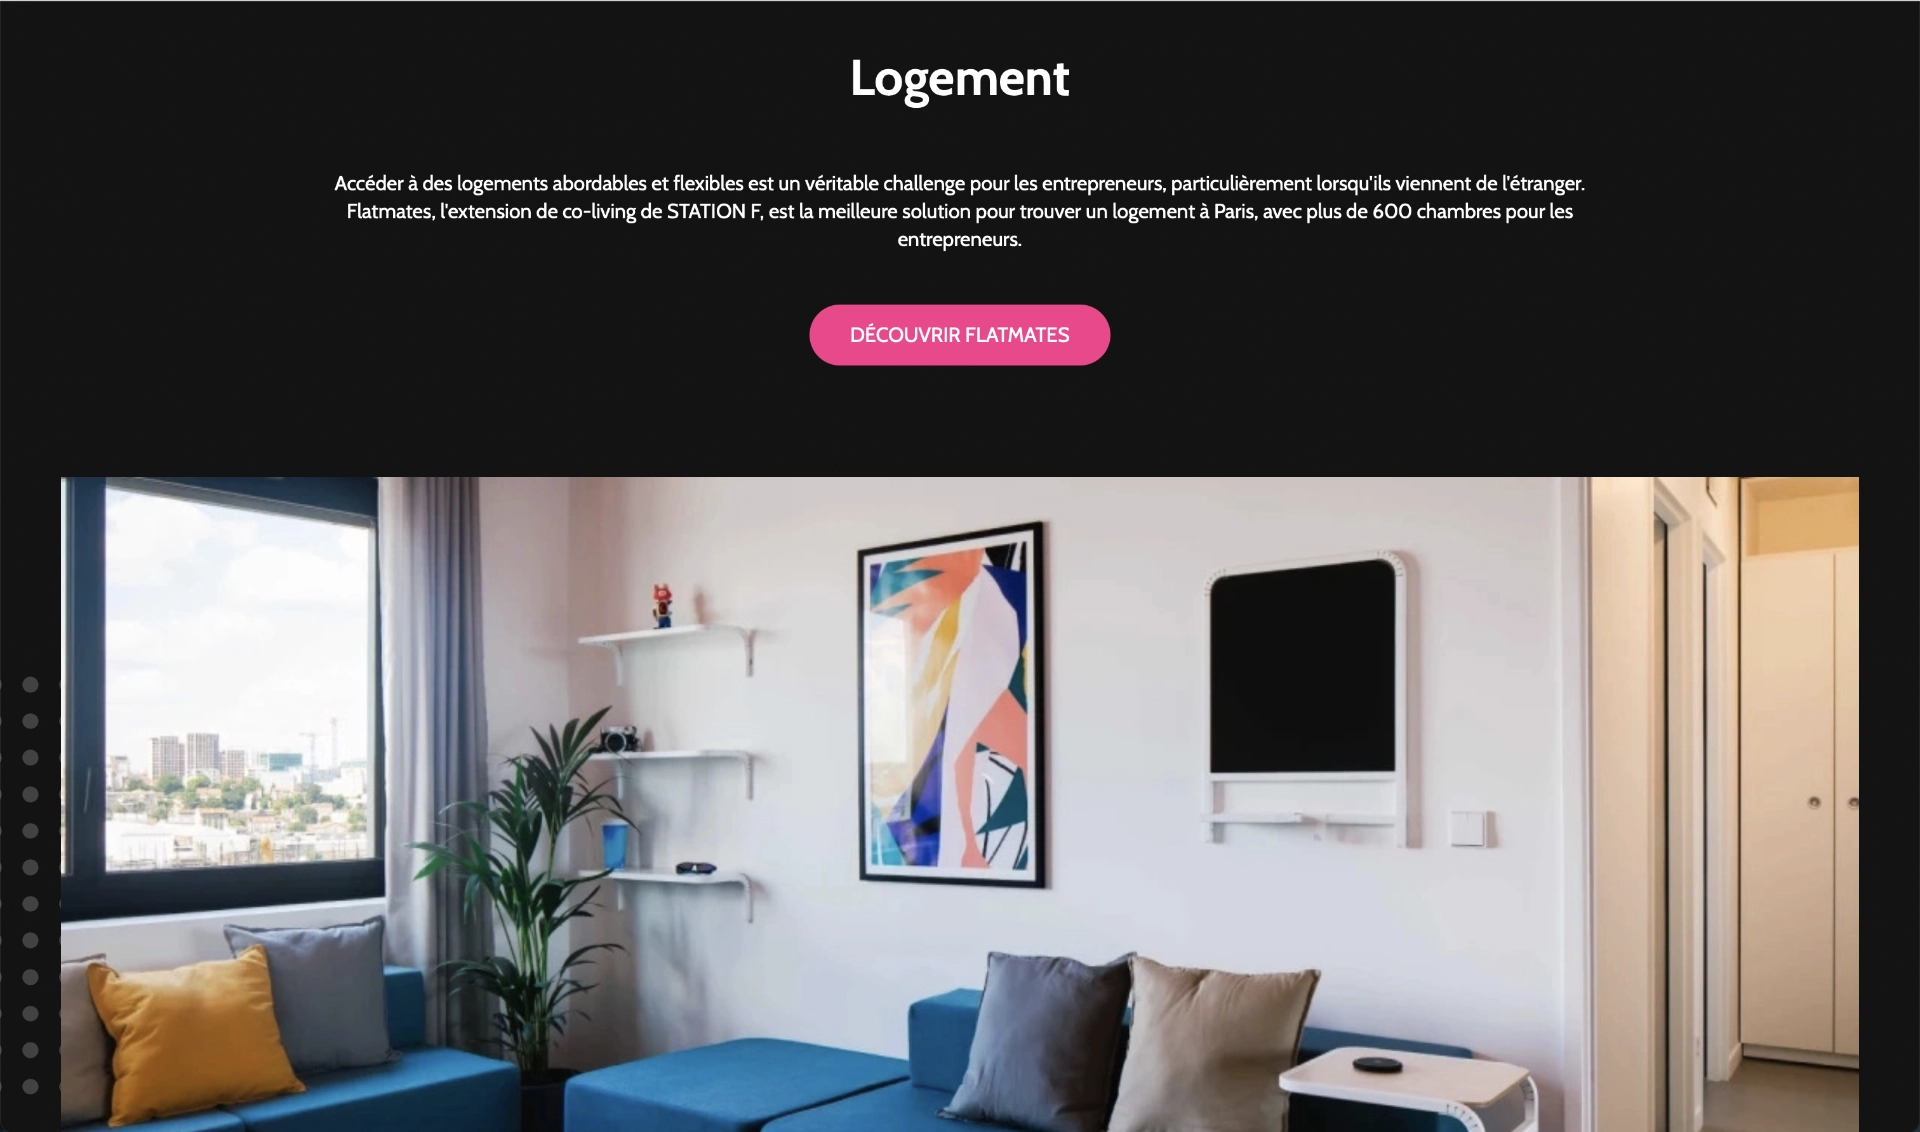 Logement
Accéder à des logements abordables et flexibles est un véritable challenge pour les entrepreneurs, particulièrement lorsqu'ils viennent de l'étranger.
Flatmates, l'extension de co-living de STATION F, est la meilleure solution pour trouver un logement à Paris, avec plus de 600 chambres pour les
entrepreneurs.
DÉCOUVRIR FLATMATES